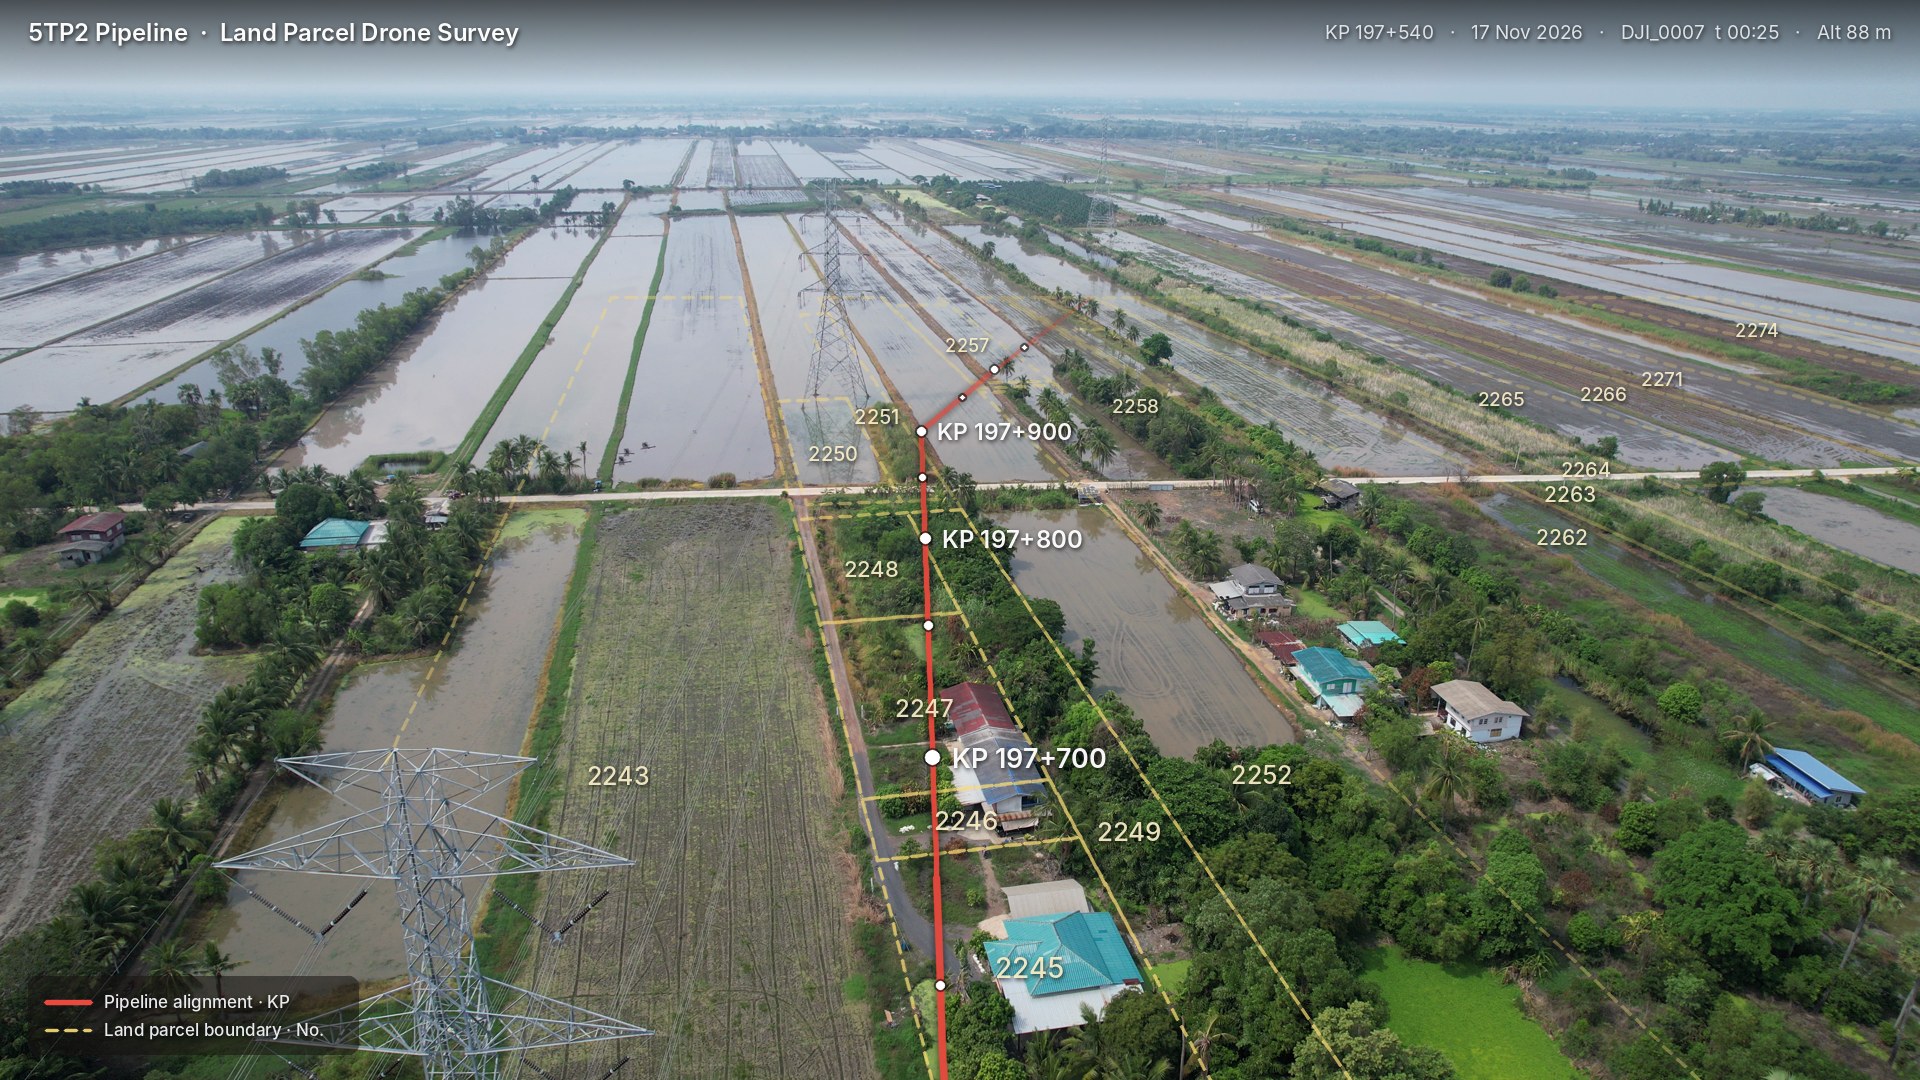 5TP2 Pipeline · Land Parcel Drone Survey
KP 197+540 · 17 Nov 2026 · DJI_0007 t 00:25 · Alt 88 m
2274
2257
2271
2266
2265
2258
2251
KP 197+900
2250
2264
2263
2262
KP 197+800
2248
2247
KP 197+700
2243
2252
2246
2249
2245
Pipeline alignment · KP
Land parcel boundary · No.